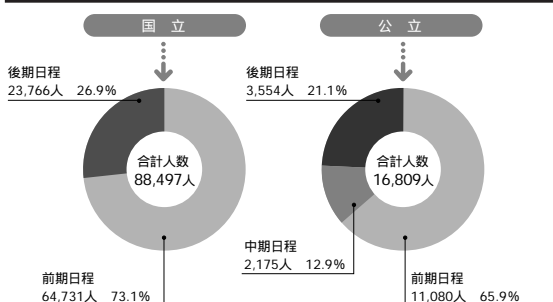 国 立
後期日程
23,766人 26.9%
合計人数
88,497人
前期日程
64,731人 73.1%
公 立
後期日程
3,554人 21.1%
合計人数
16,809人
中期日程
2,175人 12.9%
前期日程
11,080人 65.9%